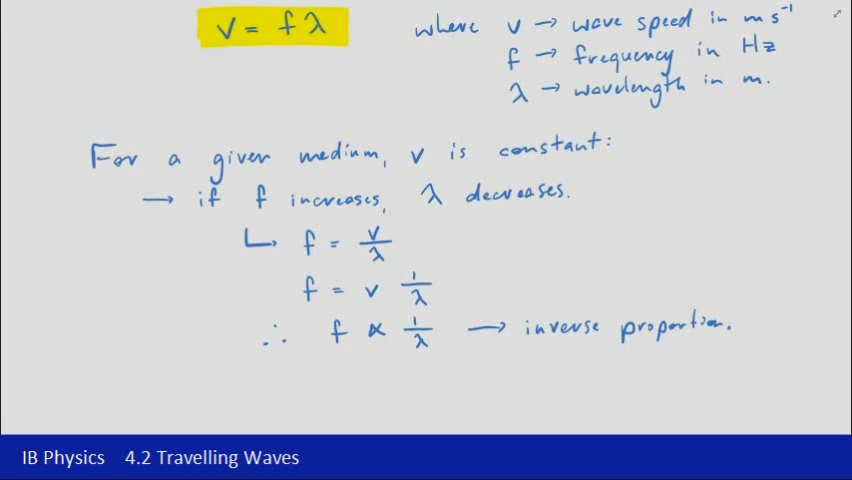 v = f λ where v → wave speed in m s⁻¹
f → frequency in Hz
λ → wavelength in m.
For a given medium, v is constant:
→ if f increases, λ decreases.
↳ f = v/λ
f = v 1/λ
∴ f ∝ 1/λ → inverse proportion.
IB Physics 4.2 Travelling Waves